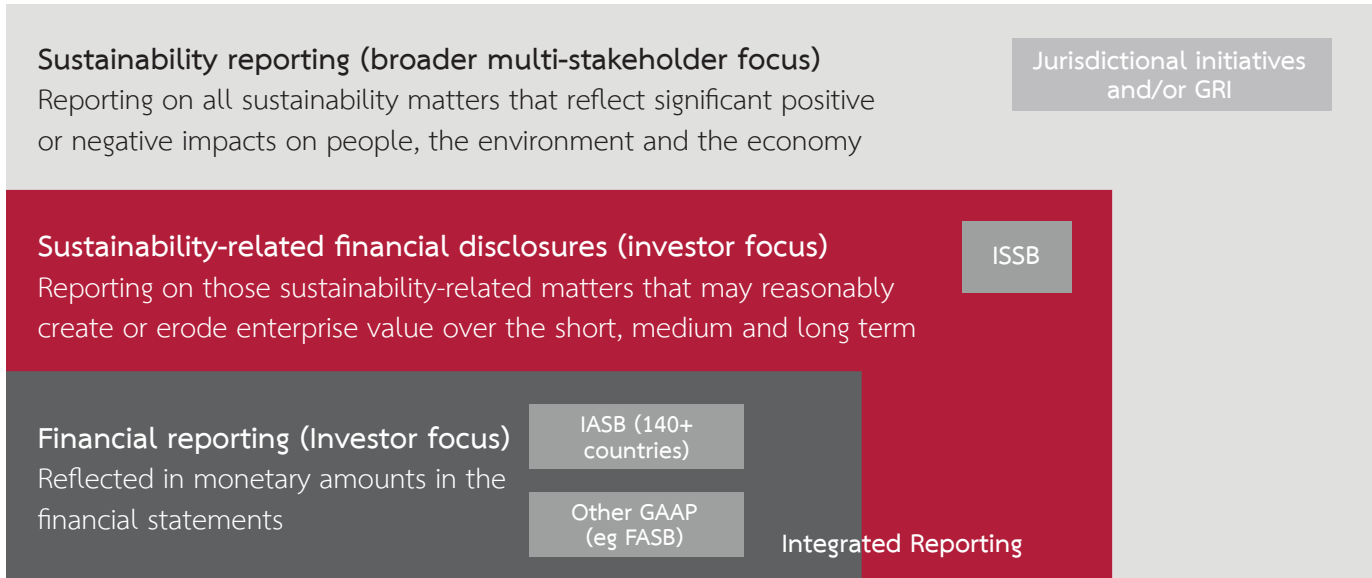 Sustainability reporting (broader multi-stakeholder focus)
Reporting on all sustainability matters that reflect significant positive
or negative impacts on people, the environment and the economy
Jurisdictional initiatives
and/or GRI
Sustainability-related financial disclosures (investor focus)
Reporting on those sustainability-related matters that may reasonably
create or erode enterprise value over the short, medium and long term
ISSB
Financial reporting (Investor focus)
Reflected in monetary amounts in the
financial statements
IASB (140+
countries)
Other GAAP
(eg FASB)
Integrated Reporting